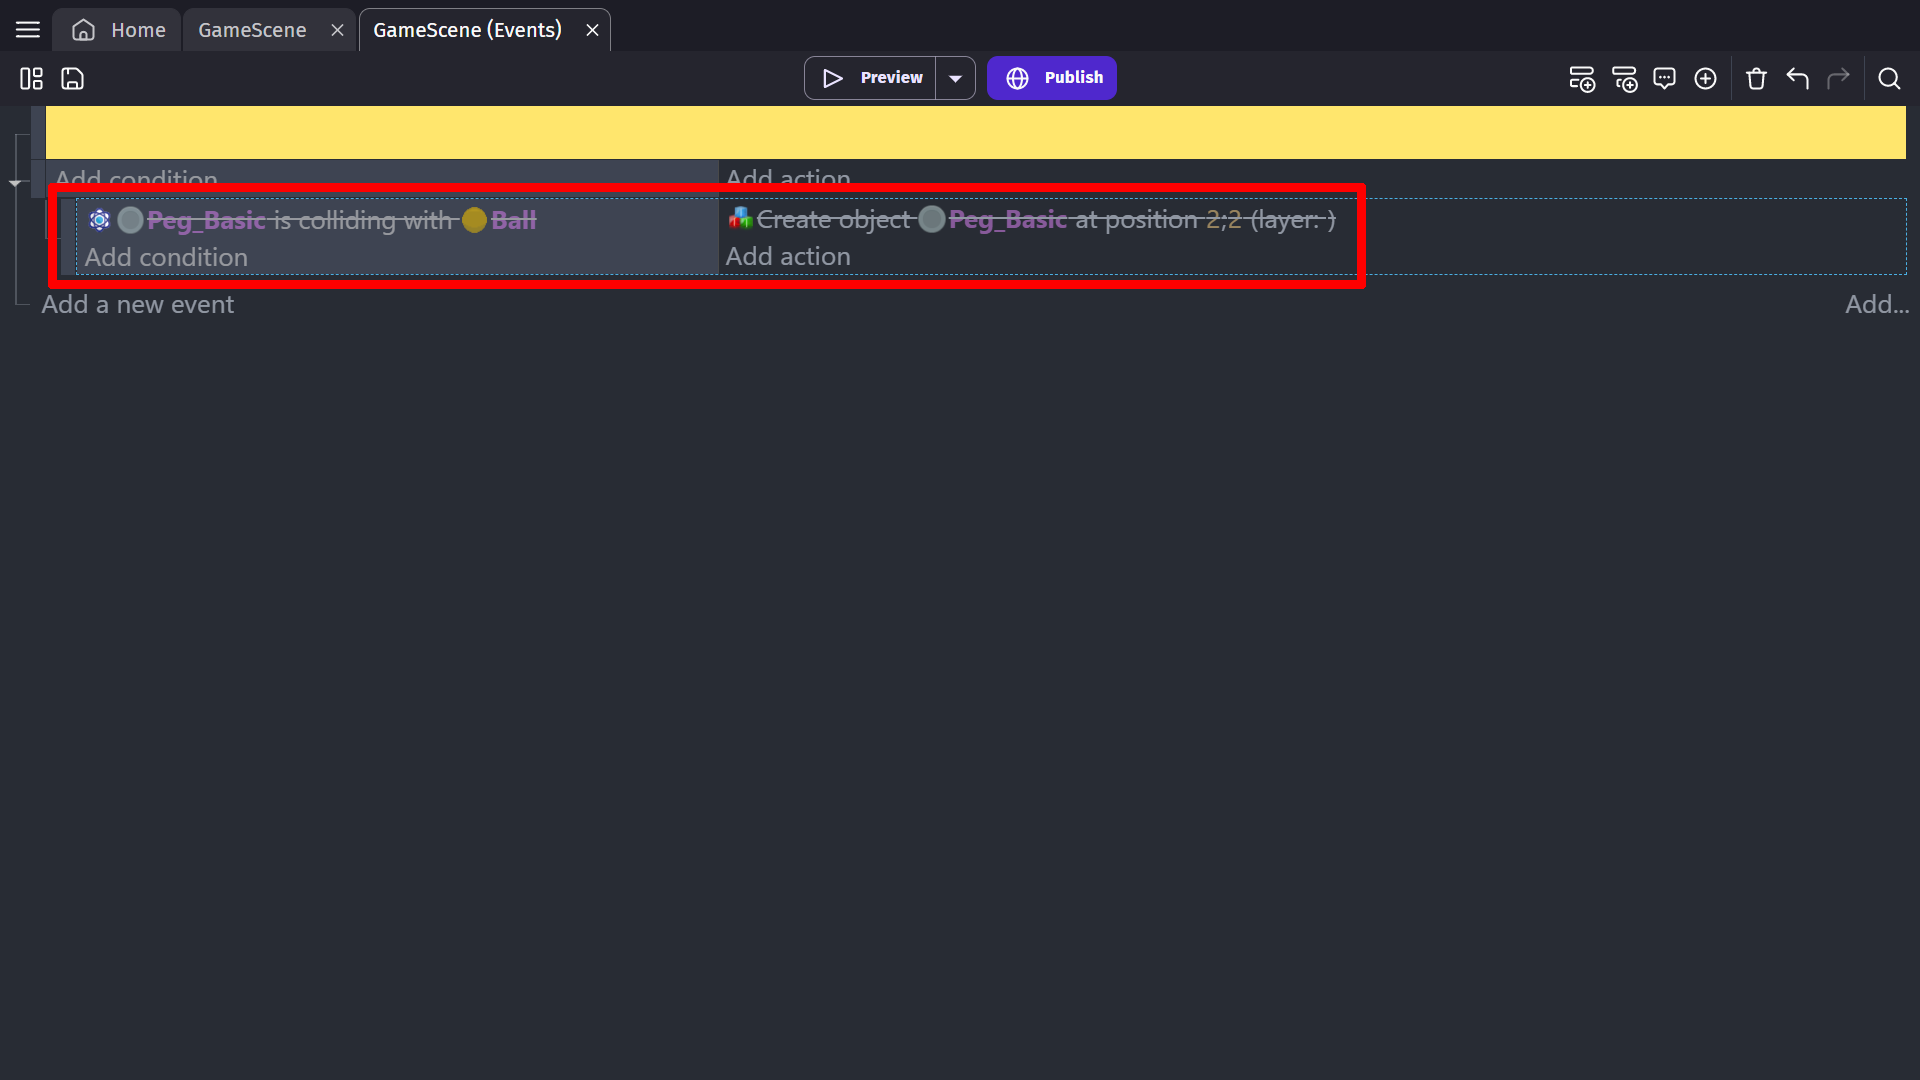 Home
GameScene
GameScene (Events)
Preview
Publish
Add condition
Add action
Peg_Basic is colliding with Ball
Create object Peg_Basic at position 2;2 (layer: )
Add condition
Add action
Add a new event
Add...